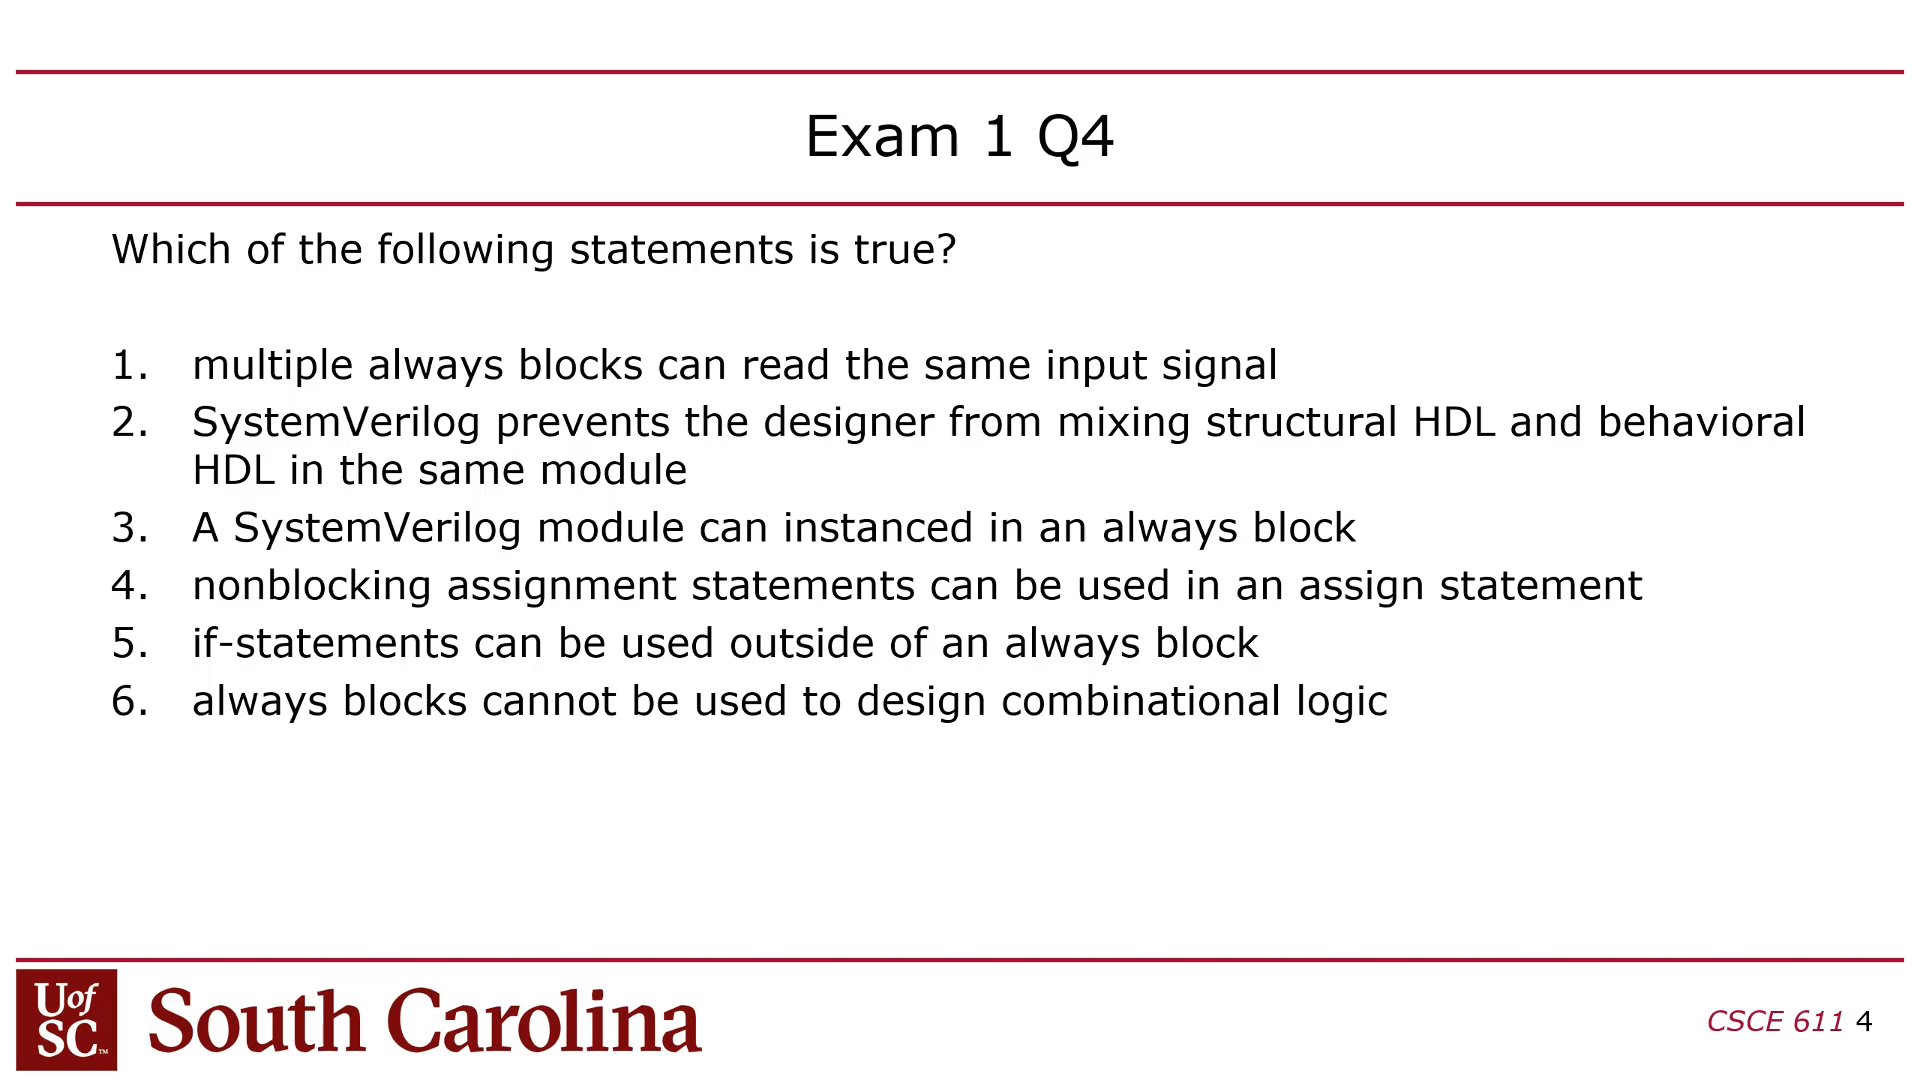 Exam 1 Q4
Which of the following statements is true?
1. multiple always blocks can read the same input signal
2. SystemVerilog prevents the designer from mixing structural HDL and behavioral
HDL in the same module
3. A SystemVerilog module can instanced in an always block
4. nonblocking assignment statements can be used in an assign statement
5. if-statements can be used outside of an always block
6. always blocks cannot be used to design combinational logic
Uof
SC™
South Carolina
CSCE 611 4